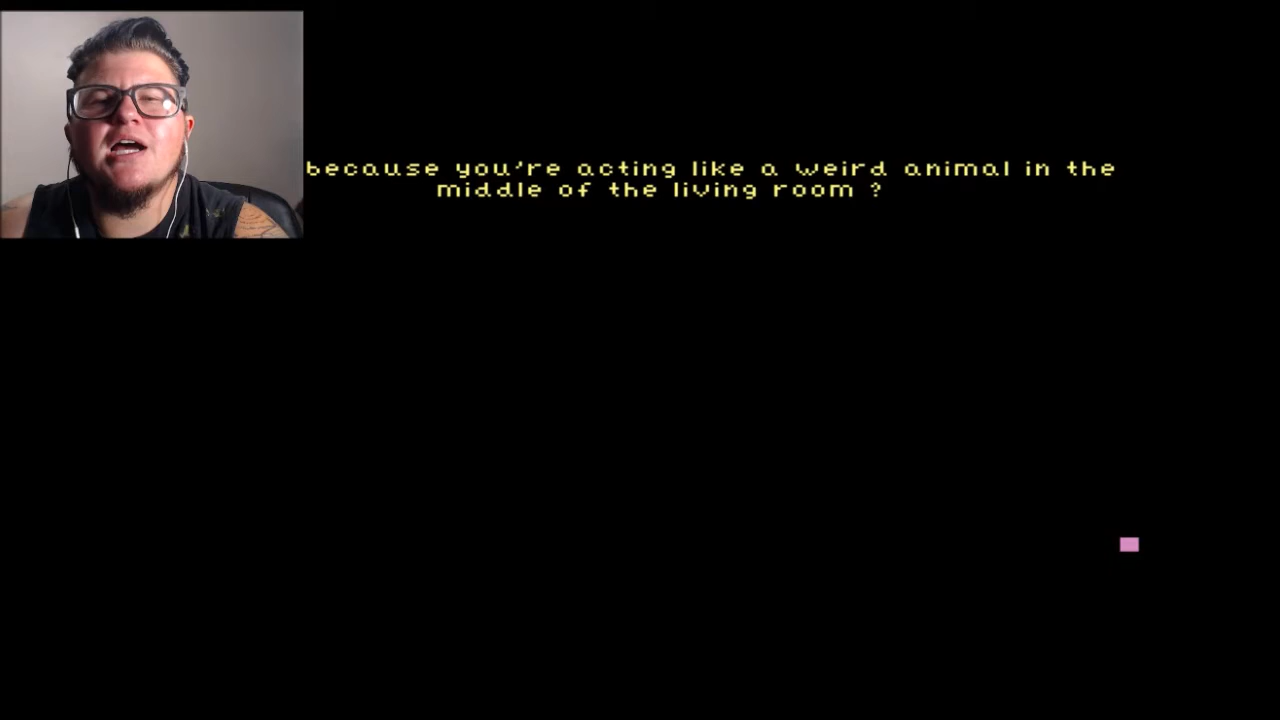 because you're acting like a weird animal in the
middle of the living room ?